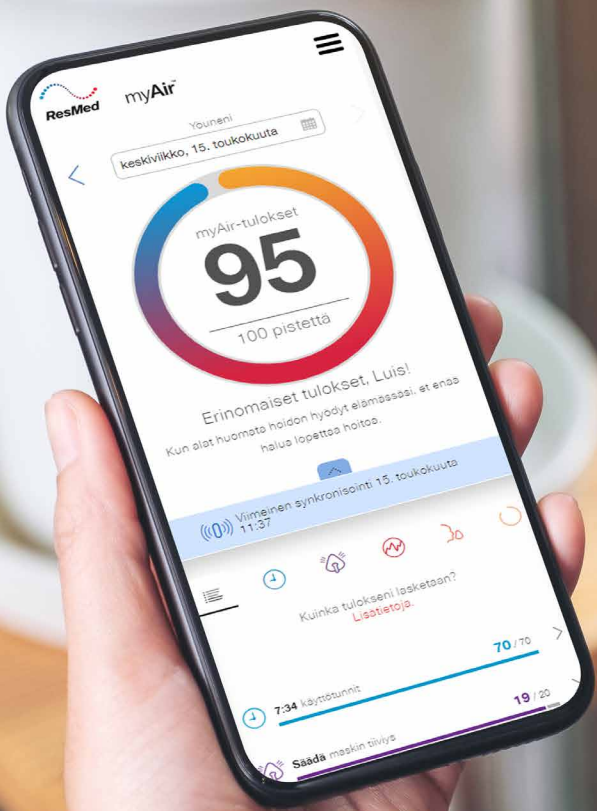 ResMed
myAir™
Youneni
keskiviikko, 15. toukokuuta
myAir-tulokset
95
100 pistettä
Erinomaiset tulokset, Luis!
Kun alat huomata hoidon hyödyt elämässäsi, et enää
halua lopettaa hoitoa.
Viimeinen synkronisointi 15. toukokuuta
11:37
Kuinka tulokseni lasketaan?
Lisätietoja.
7:34 käyttötunnit 70 / 70
Säädä maskin tiiviys 19 / 20